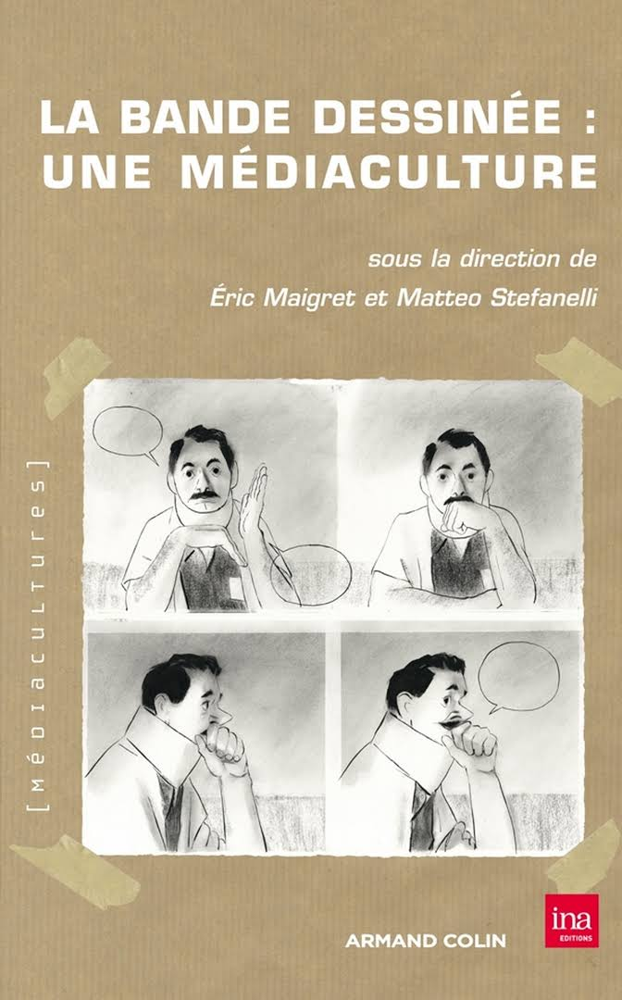 LA BANDE DESSINÉE :
UNE MÉDIACULTURE
sous la direction de
Éric Maigret et Matteo Stefanelli
[MéDIACULTURes]
ARMAND COLIN
ina
EDITIONS